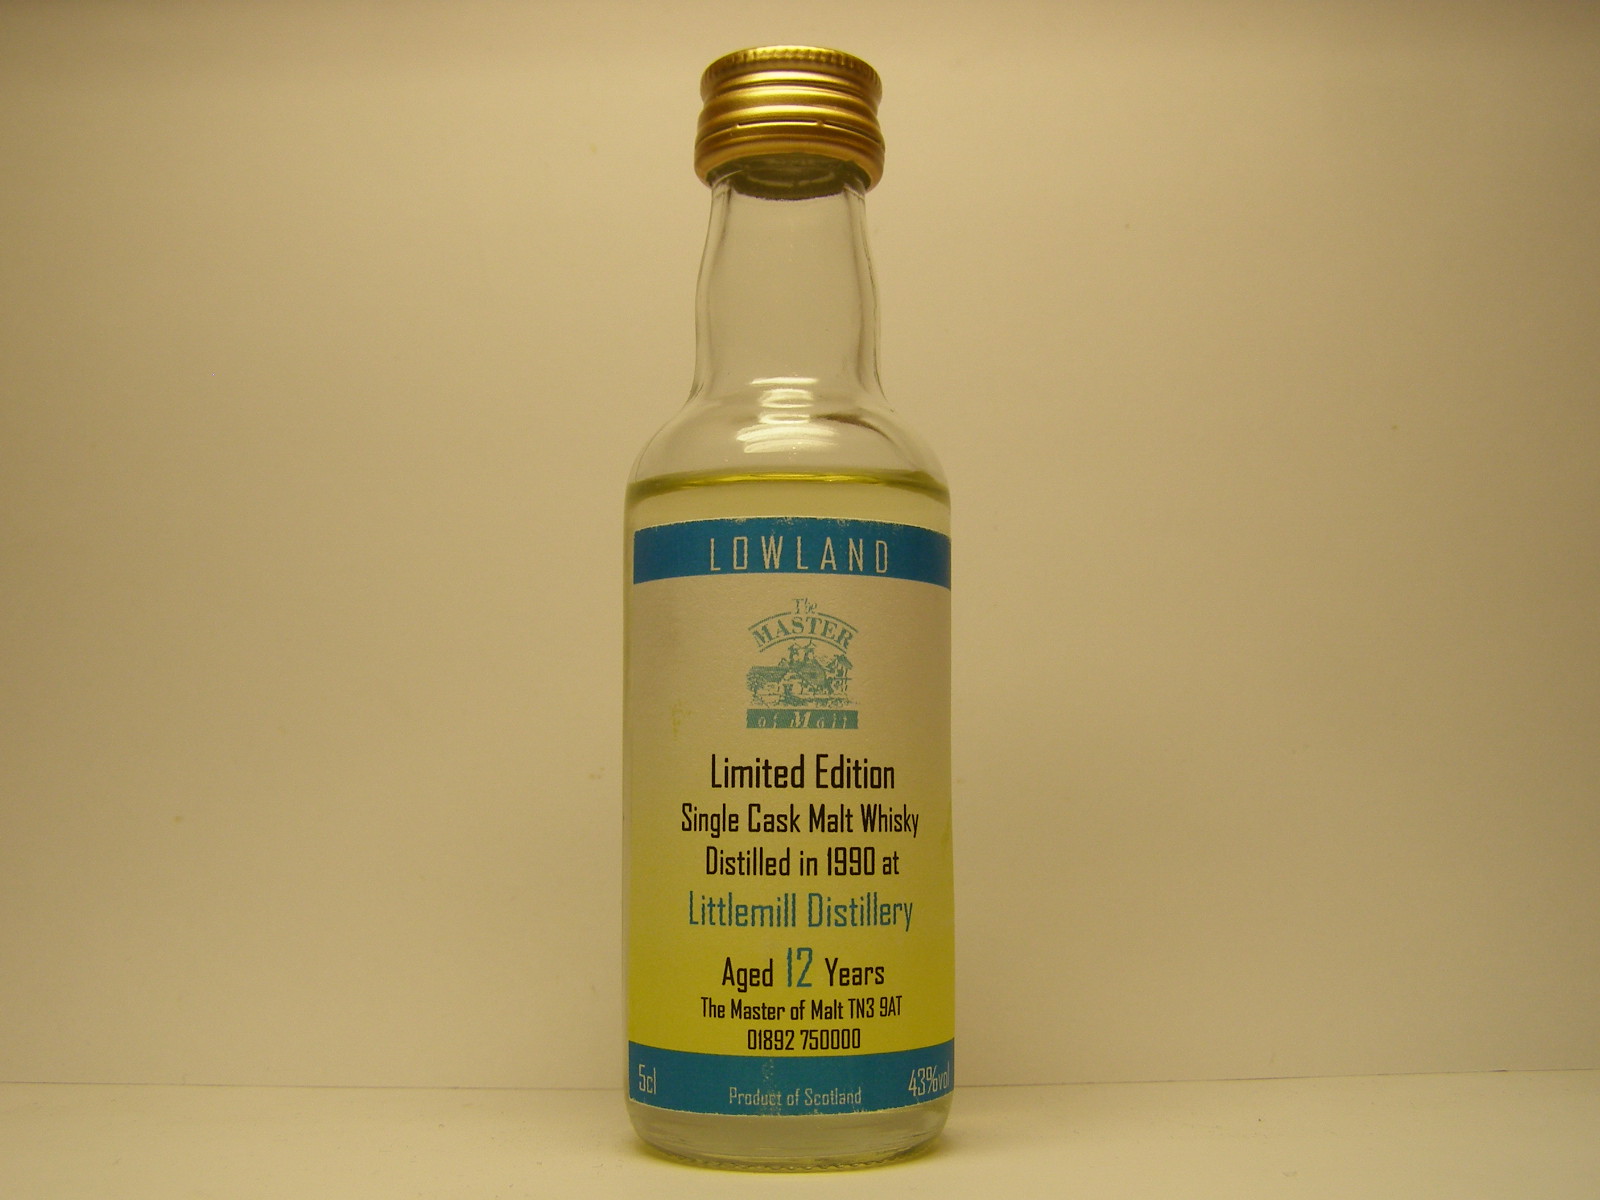 LOWLAND
The
MASTER
of Malt
Limited Edition
Single Cask Malt Whisky
Distilled in 1990 at
Littlemill Distillery
Aged 12 Years
The Master of Malt TN3 9AT
01892 750000
5cl Product of Scotland 43%vol